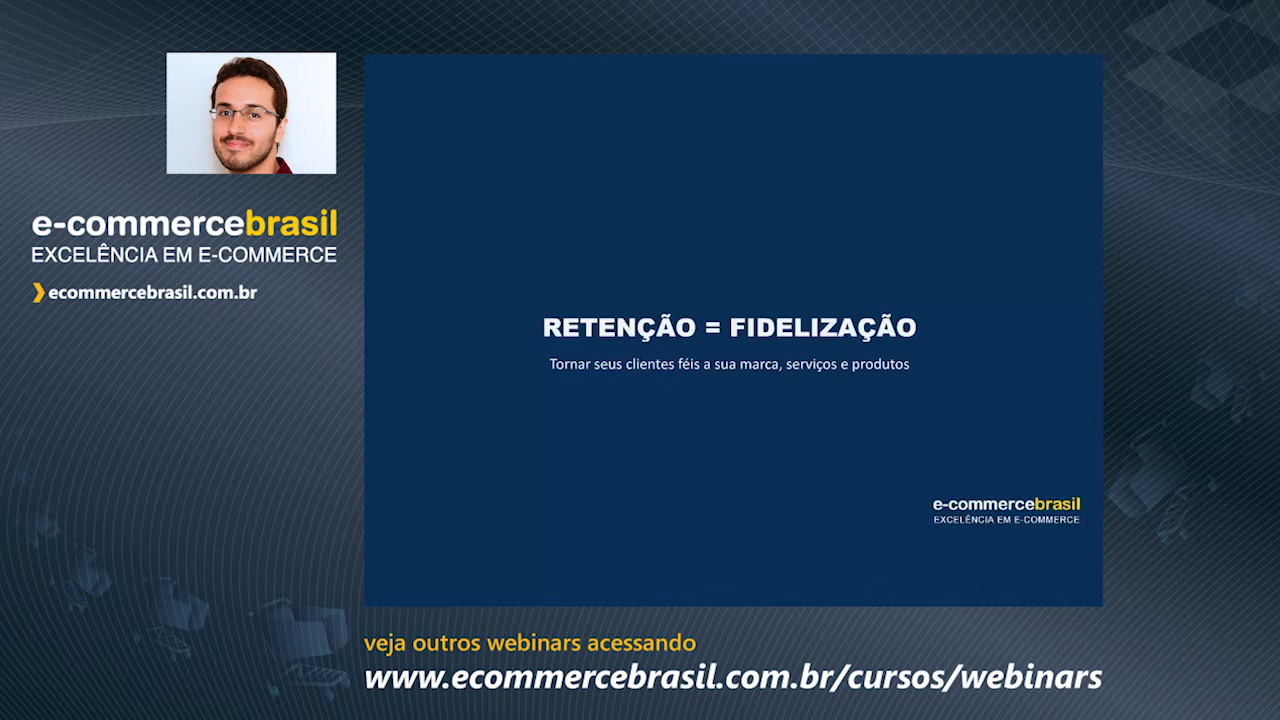 e-commercebrasil
EXCELÊNCIA EM E-COMMERCE
ecommercebrasil.com.br
RETENÇÃO = FIDELIZAÇÃO
Tornar seus clientes féis a sua marca, serviços e produtos
e-commercebrasil
EXCELÊNCIA EM E-COMMERCE
veja outros webinars acessando
www.ecommercebrasil.com.br/cursos/webinars